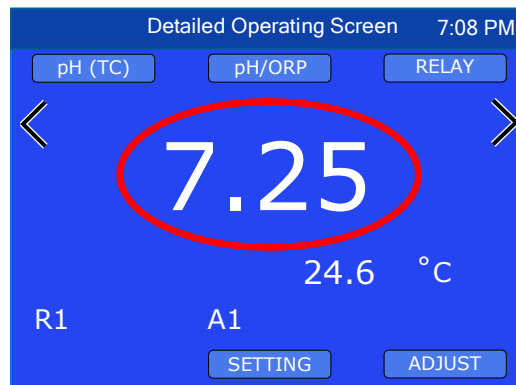 Detailed Operating Screen 7:08 PM
pH (TC) pH/ORP RELAY
7.25
24.6 °C
R1 A1
SETTING ADJUST